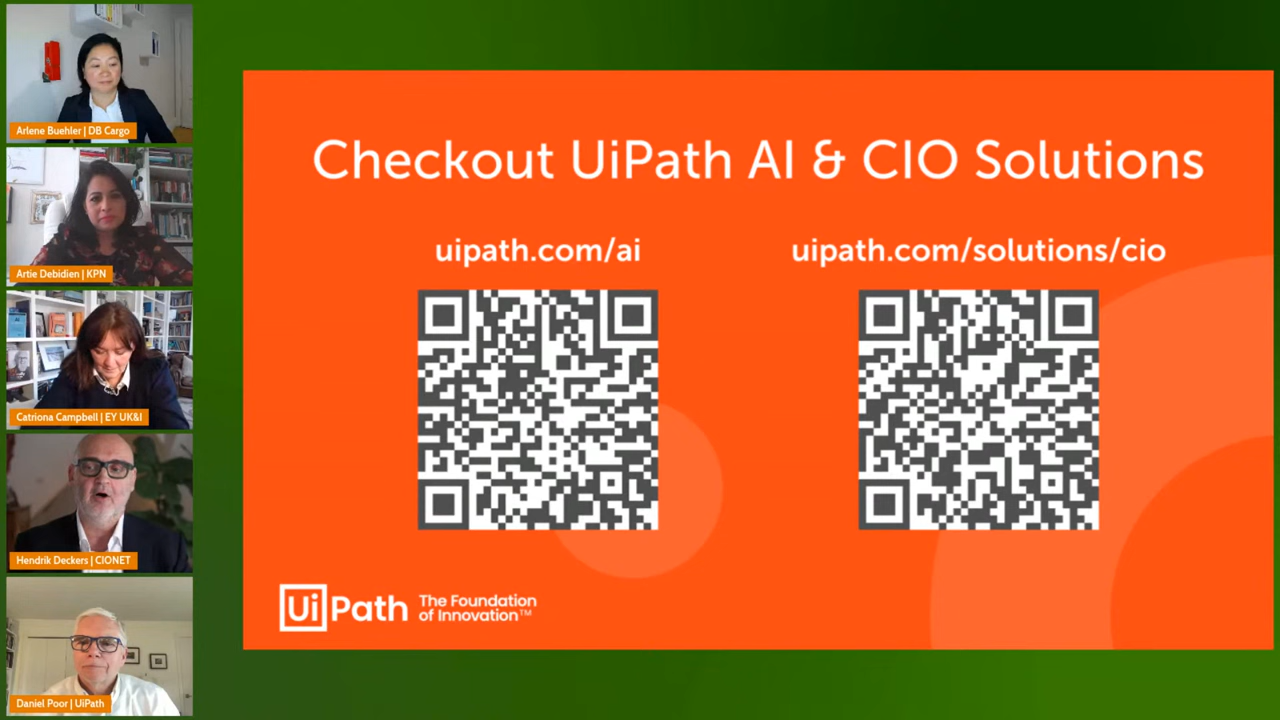 Arlene Buehler | DB Cargo
Artie Debidien | KPN
Catriona Campbell | EY UK&I
Hendrik Deckers | CIONET
Daniel Poor | UiPath
Checkout UiPath AI & CIO Solutions
uipath.com/ai
uipath.com/solutions/cio
UiPath
The Foundation
of Innovation™